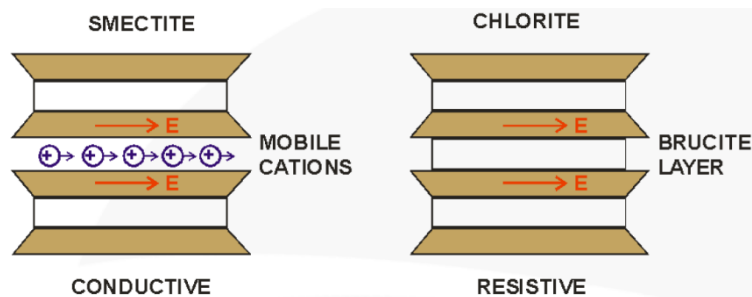 SMECTITE
CHLORITE
E
E
+ + + + +
MOBILE
CATIONS
BRUCITE
LAYER
E
E
CONDUCTIVE
RESISTIVE